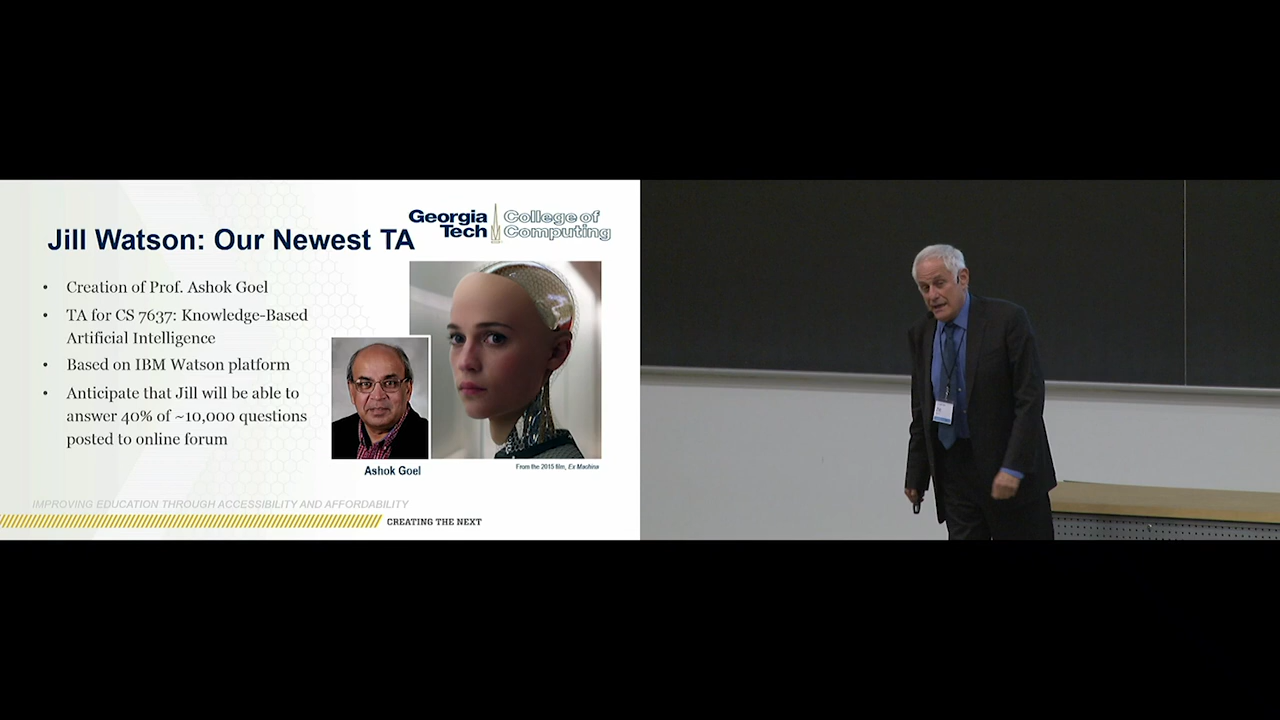 Georgia Tech
College of Computing
Jill Watson: Our Newest TA
• Creation of Prof. Ashok Goel
• TA for CS 7637: Knowledge-Based
Artificial Intelligence
• Based on IBM Watson platform
• Anticipate that Jill will be able to
answer 40% of ~10,000 questions
posted to online forum
Ashok Goel
From the 2015 film, Ex Machina
IMPROVING EDUCATION THROUGH ACCESSIBILITY AND AFFORDABILITY
CREATING THE NEXT